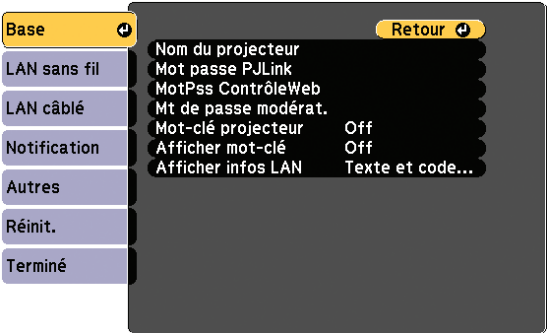 Base
LAN sans fil
LAN câblé
Notification
Autres
Réinit.
Terminé
Retour
Nom du projecteur
Mot passe PJLink
MotPss ContrôleWeb
Mt de passe modérat.
Mot-clé projecteur Off
Afficher mot-clé Off
Afficher infos LAN Texte et code...